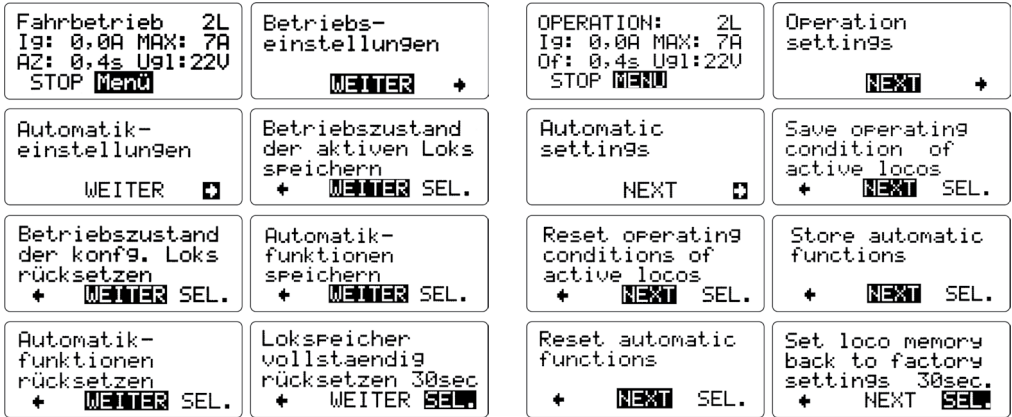 Fahrbetrieb 2L
Ig: 0,0A MAX: 7A
AZ: 0,4s Ugl:22V
STOP Menü
Betriebs-
einstellungen
WEITER →
Automatik-
einstellungen
WEITER →
Betriebszustand
der aktiven Loks
speichern
← WEITER SEL.
Betriebszustand
der konfg. Loks
rücksetzen
← WEITER SEL.
Automatik-
funktionen
speichern
← WEITER SEL.
Automatik-
funktionen
rücksetzen
← WEITER SEL.
Lokspeicher
vollstaendig
rücksetzen 30sec
← WEITER SEL.
OPERATION: 2L
Ig: 0,0A MAX: 7A
Of: 0,4s Ugl:22V
STOP MENU
Operation
settings
NEXT →
Automatic
settings
NEXT →
Save operating
condition of
active locos
← NEXT SEL.
Reset operating
conditions of
active locos
← NEXT SEL.
Store automatic
functions
← NEXT SEL.
Reset automatic
functions
← NEXT SEL.
Set loco memory
back to factory
settings 30sec.
← NEXT SEL.